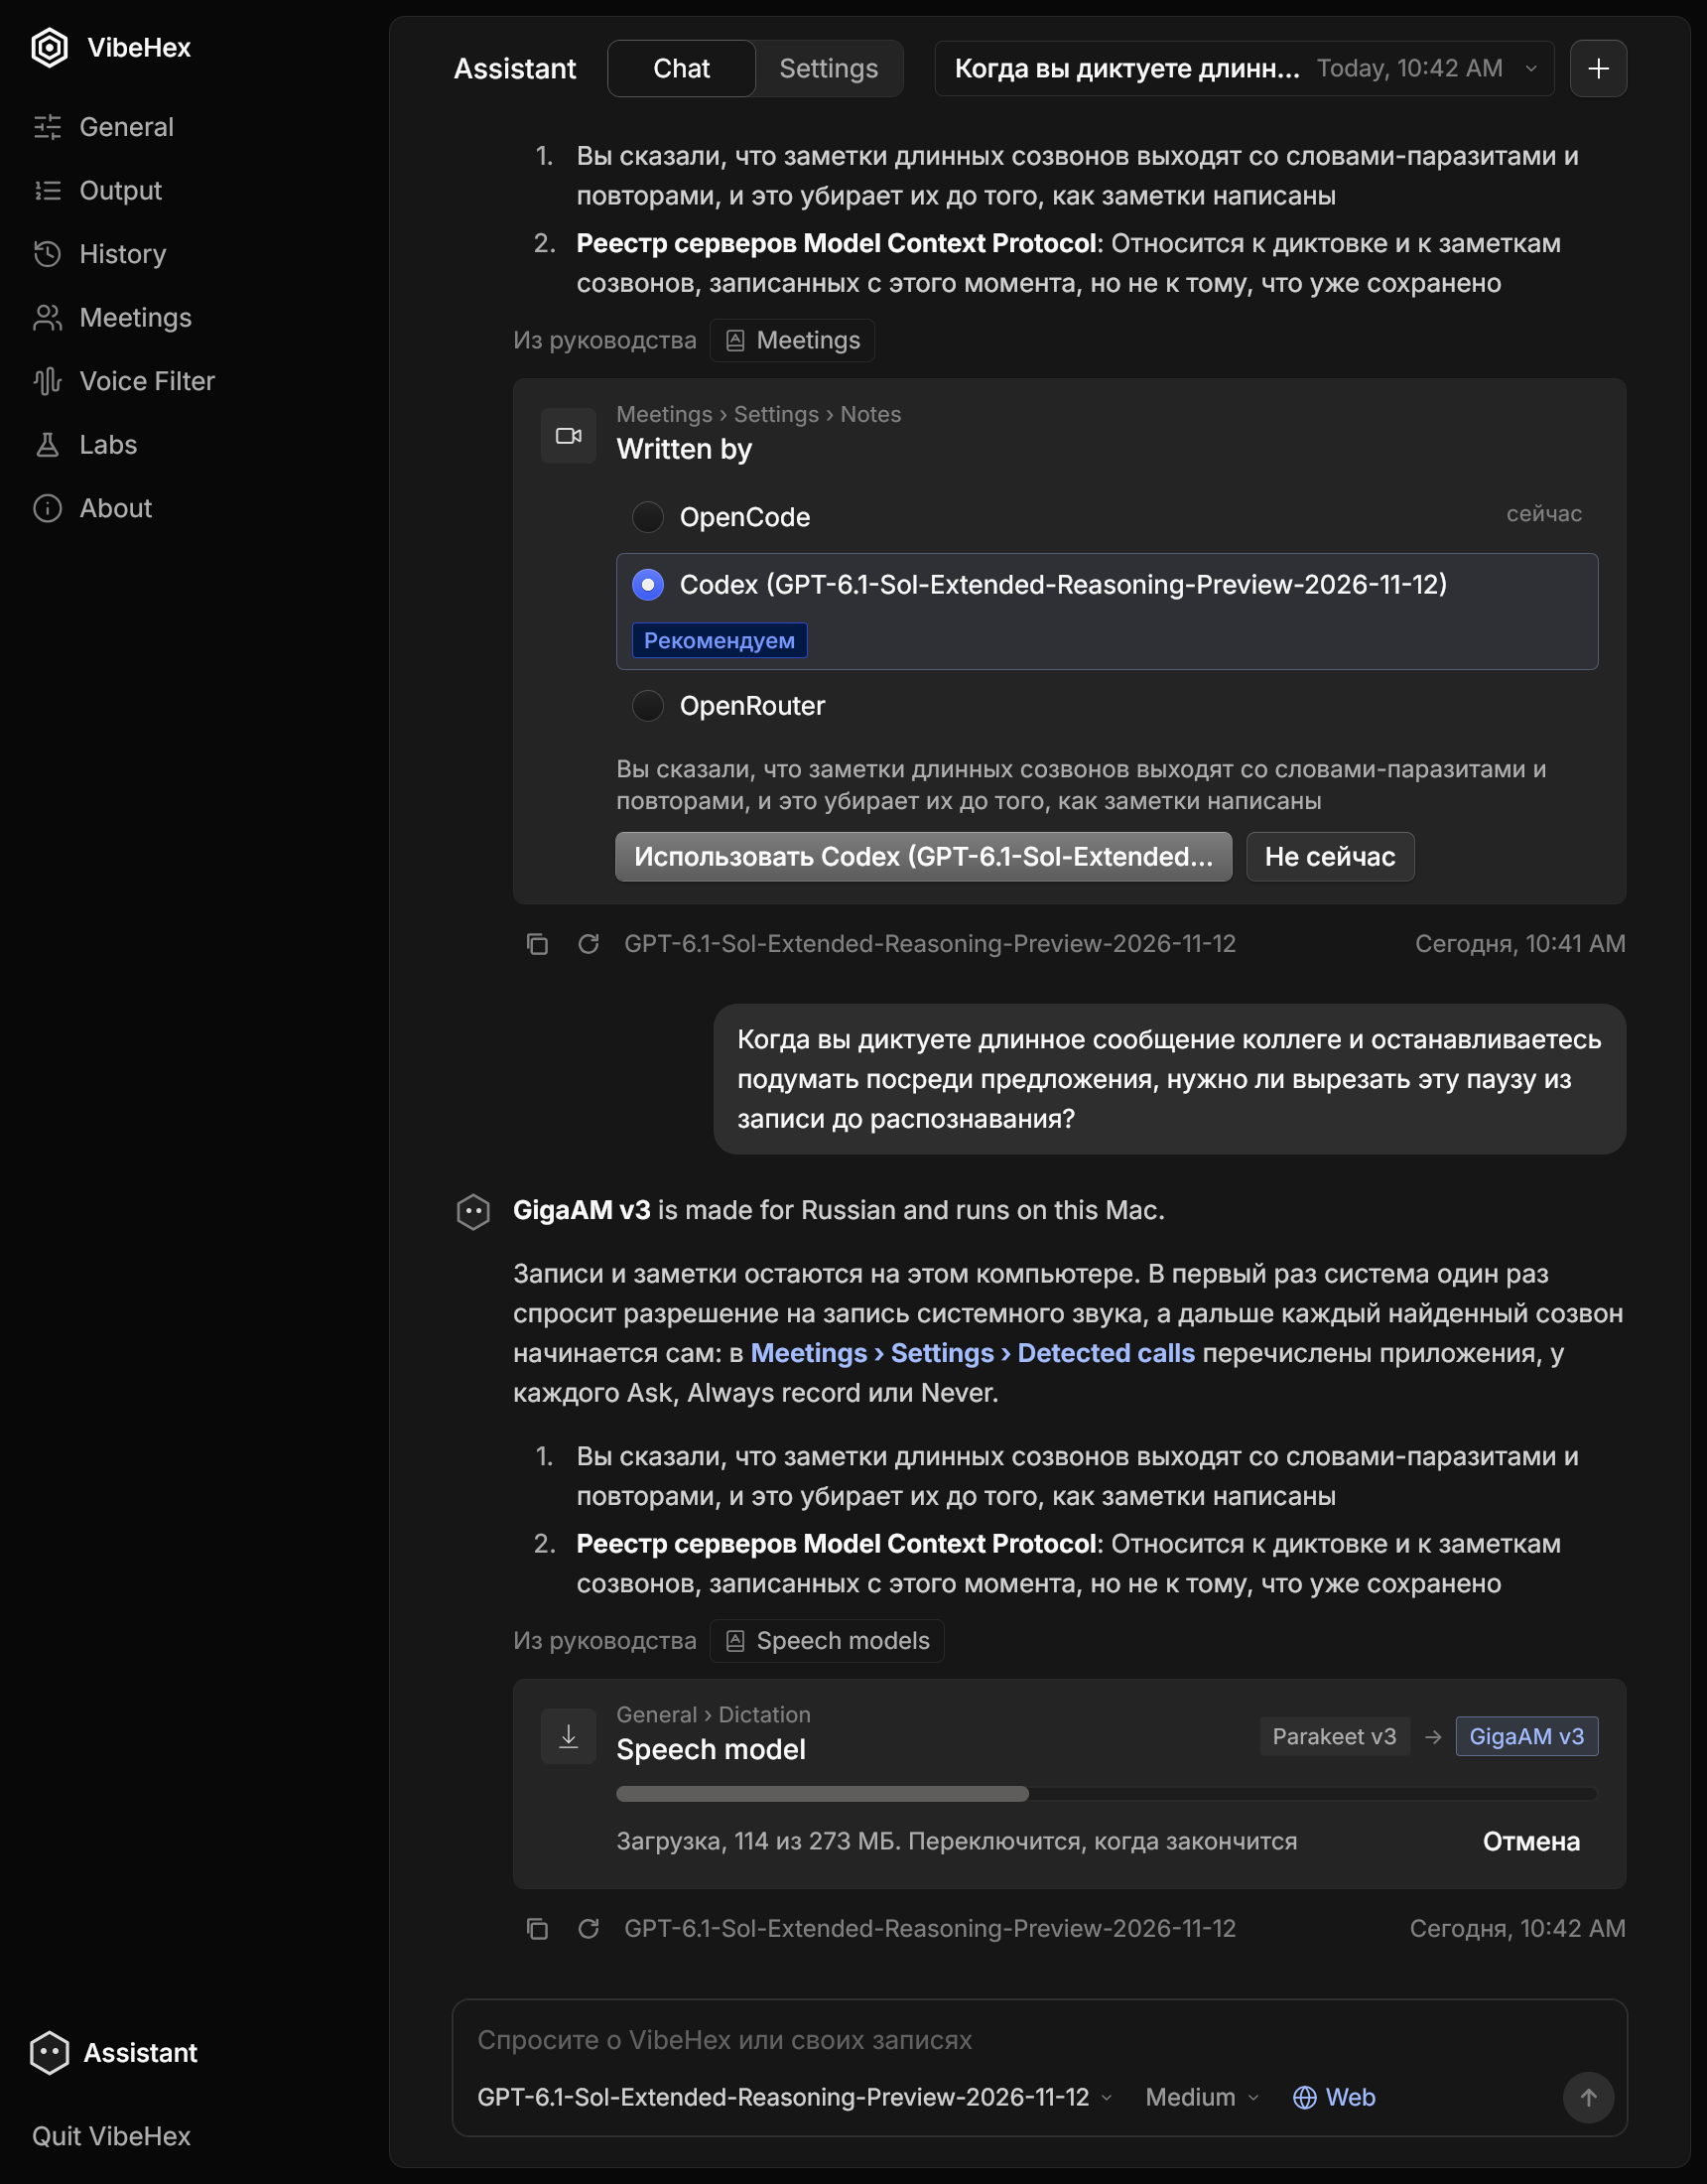 VibeHex
General
Output
History
Meetings
Voice Filter
Labs
About
Assistant
Quit VibeHex
Assistant
Chat
Settings
Когда вы диктуете длинн...
Today, 10:42 AM
1. Вы сказали, что заметки длинных созвонов выходят со словами-паразитами и
повторами, и это убирает их до того, как заметки написаны
2. Реестр серверов Model Context Protocol: Относится к диктовке и к заметкам
созвонов, записанных с этого момента, но не к тому, что уже сохранено
Из руководства
Meetings
Meetings › Settings › Notes
Written by
OpenCode
сейчас
Codex (GPT-6.1-Sol-Extended-Reasoning-Preview-2026-11-12)
Рекомендуем
OpenRouter
Вы сказали, что заметки длинных созвонов выходят со словами-паразитами и
повторами, и это убирает их до того, как заметки написаны
Использовать Codex (GPT-6.1-Sol-Extended...
Не сейчас
GPT-6.1-Sol-Extended-Reasoning-Preview-2026-11-12
Сегодня, 10:41 AM
Когда вы диктуете длинное сообщение коллеге и останавливаетесь
подумать посреди предложения, нужно ли вырезать эту паузу из
записи до распознавания?
GigaAM v3 is made for Russian and runs on this Mac.
Записи и заметки остаются на этом компьютере. В первый раз система один раз
спросит разрешение на запись системного звука, а дальше каждый найденный созвон
начинается сам: в Meetings › Settings › Detected calls перечислены приложения, у
каждого Ask, Always record или Never.
1. Вы сказали, что заметки длинных созвонов выходят со словами-паразитами и
повторами, и это убирает их до того, как заметки написаны
2. Реестр серверов Model Context Protocol: Относится к диктовке и к заметкам
созвонов, записанных с этого момента, но не к тому, что уже сохранено
Из руководства
Speech models
General › Dictation
Speech model
Parakeet v3 → GigaAM v3
Загрузка, 114 из 273 МБ. Переключится, когда закончится
Отмена
GPT-6.1-Sol-Extended-Reasoning-Preview-2026-11-12
Сегодня, 10:42 AM
Спросите о VibeHex или своих записях
GPT-6.1-Sol-Extended-Reasoning-Preview-2026-11-12
Medium
Web